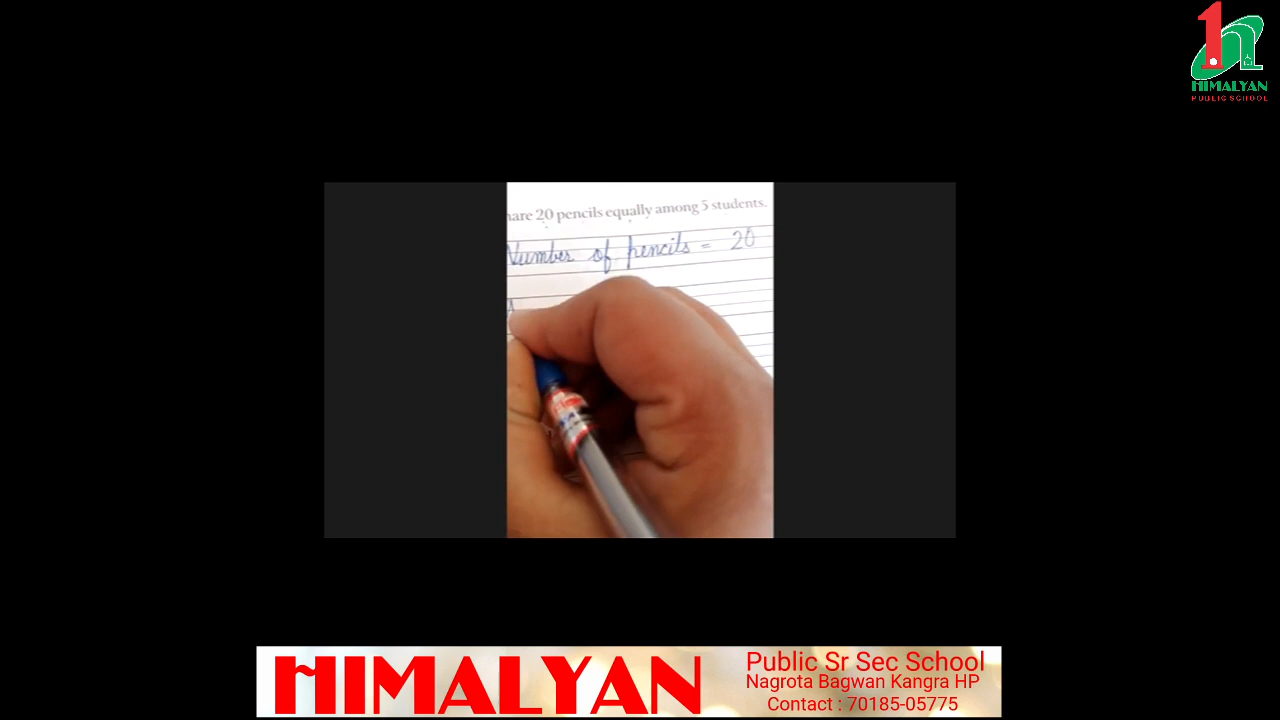 HIMALYAN
PUBLIC SCHOOL
hare 20 pencils equally among 5 students.
Number of pencils = 20
HIMALYAN
Public Sr Sec School
Nagrota Bagwan Kangra HP
Contact : 70185-05775